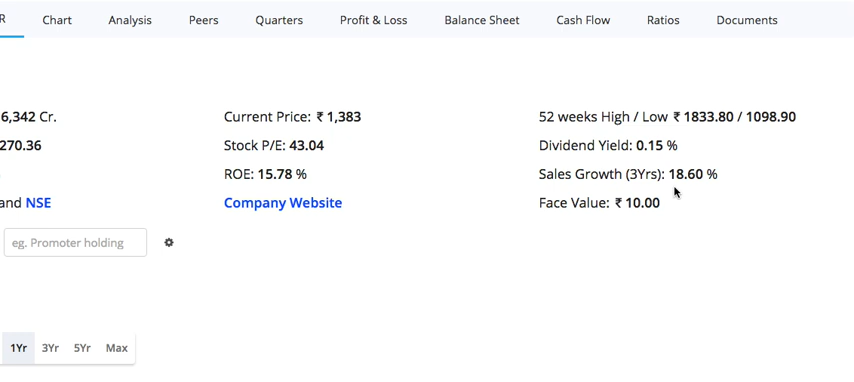 R Chart Analysis Peers Quarters Profit & Loss Balance Sheet Cash Flow Ratios Documents
6,342 Cr. Current Price: ₹ 1,383 52 weeks High / Low ₹ 1833.80 / 1098.90
270.36 Stock P/E: 43.04 Dividend Yield: 0.15 %
ROE: 15.78 % Sales Growth (3Yrs): 18.60 %
and NSE Company Website Face Value: ₹ 10.00
eg. Promoter holding
1Yr 3Yr 5Yr Max